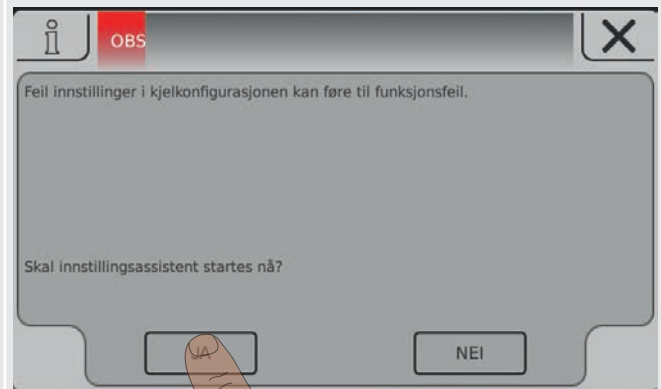 OBS
Feil innstillinger i kjelkonfigurasjonen kan føre til funksjonsfeil.
Skal innstillingsassistent startes nå?
JA
NEI